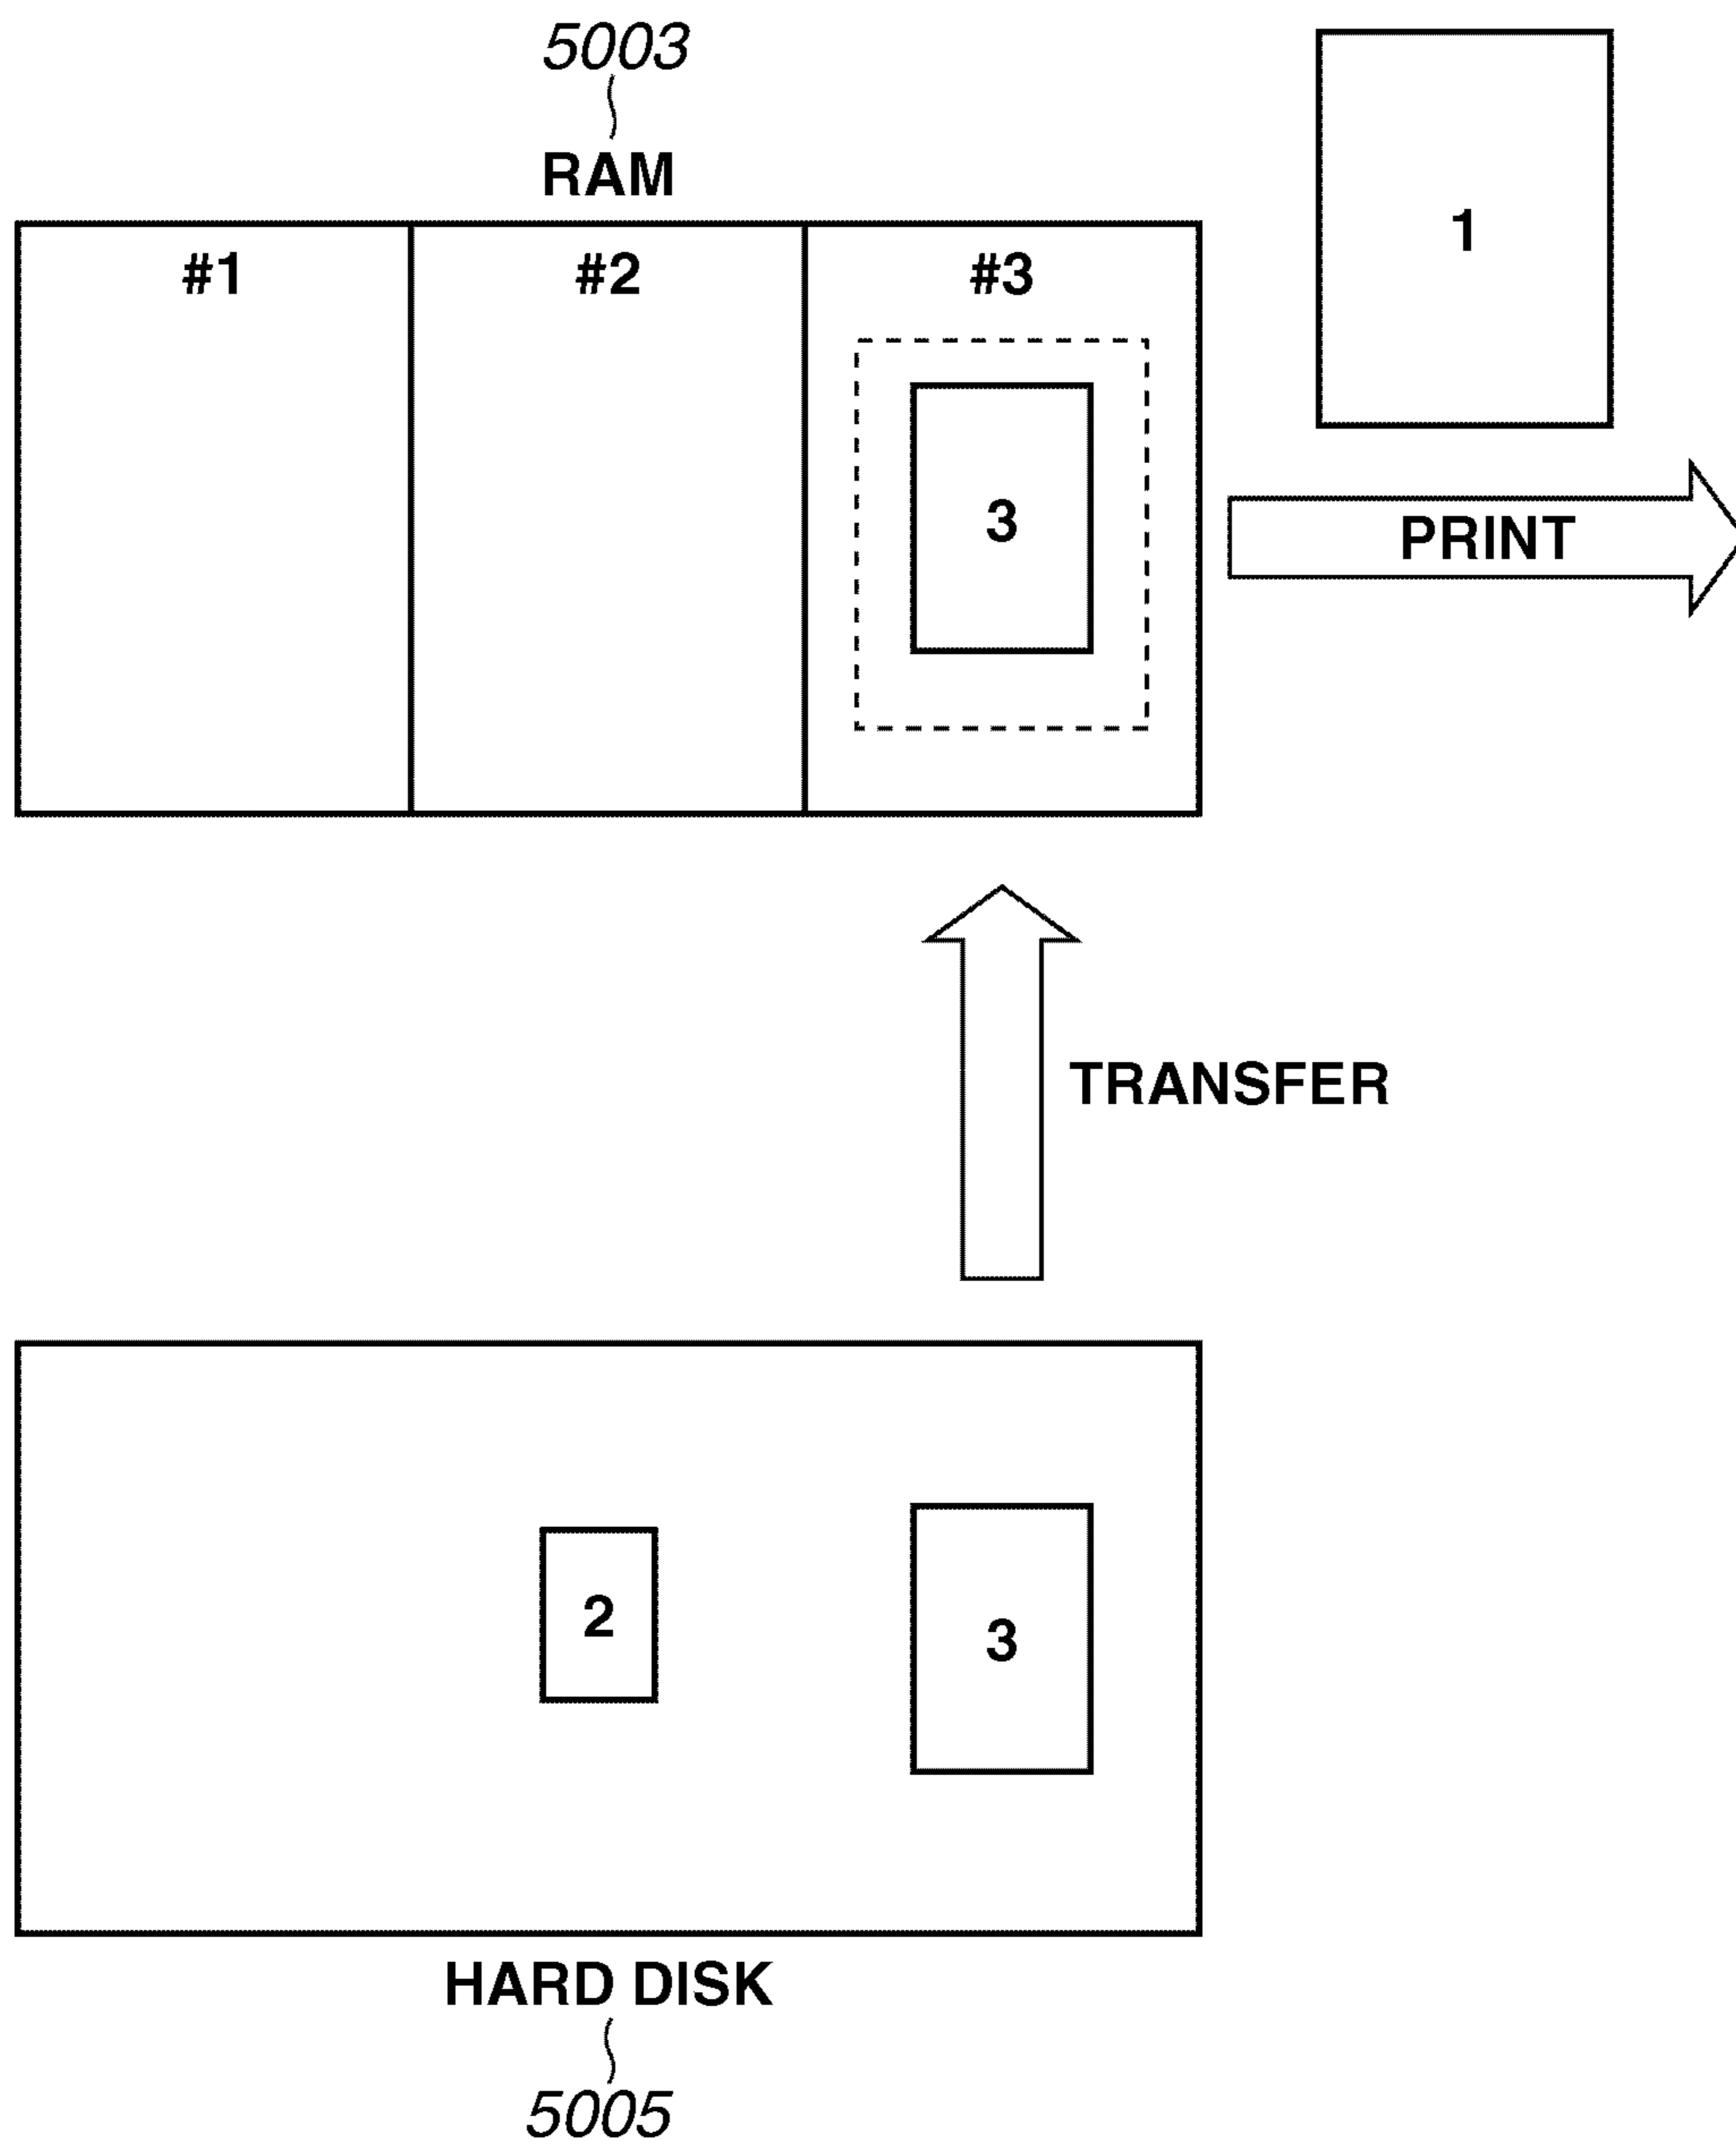 5003
RAM
1
#1 #2 #3
3
PRINT
TRANSFER
2 3
HARD DISK
5005